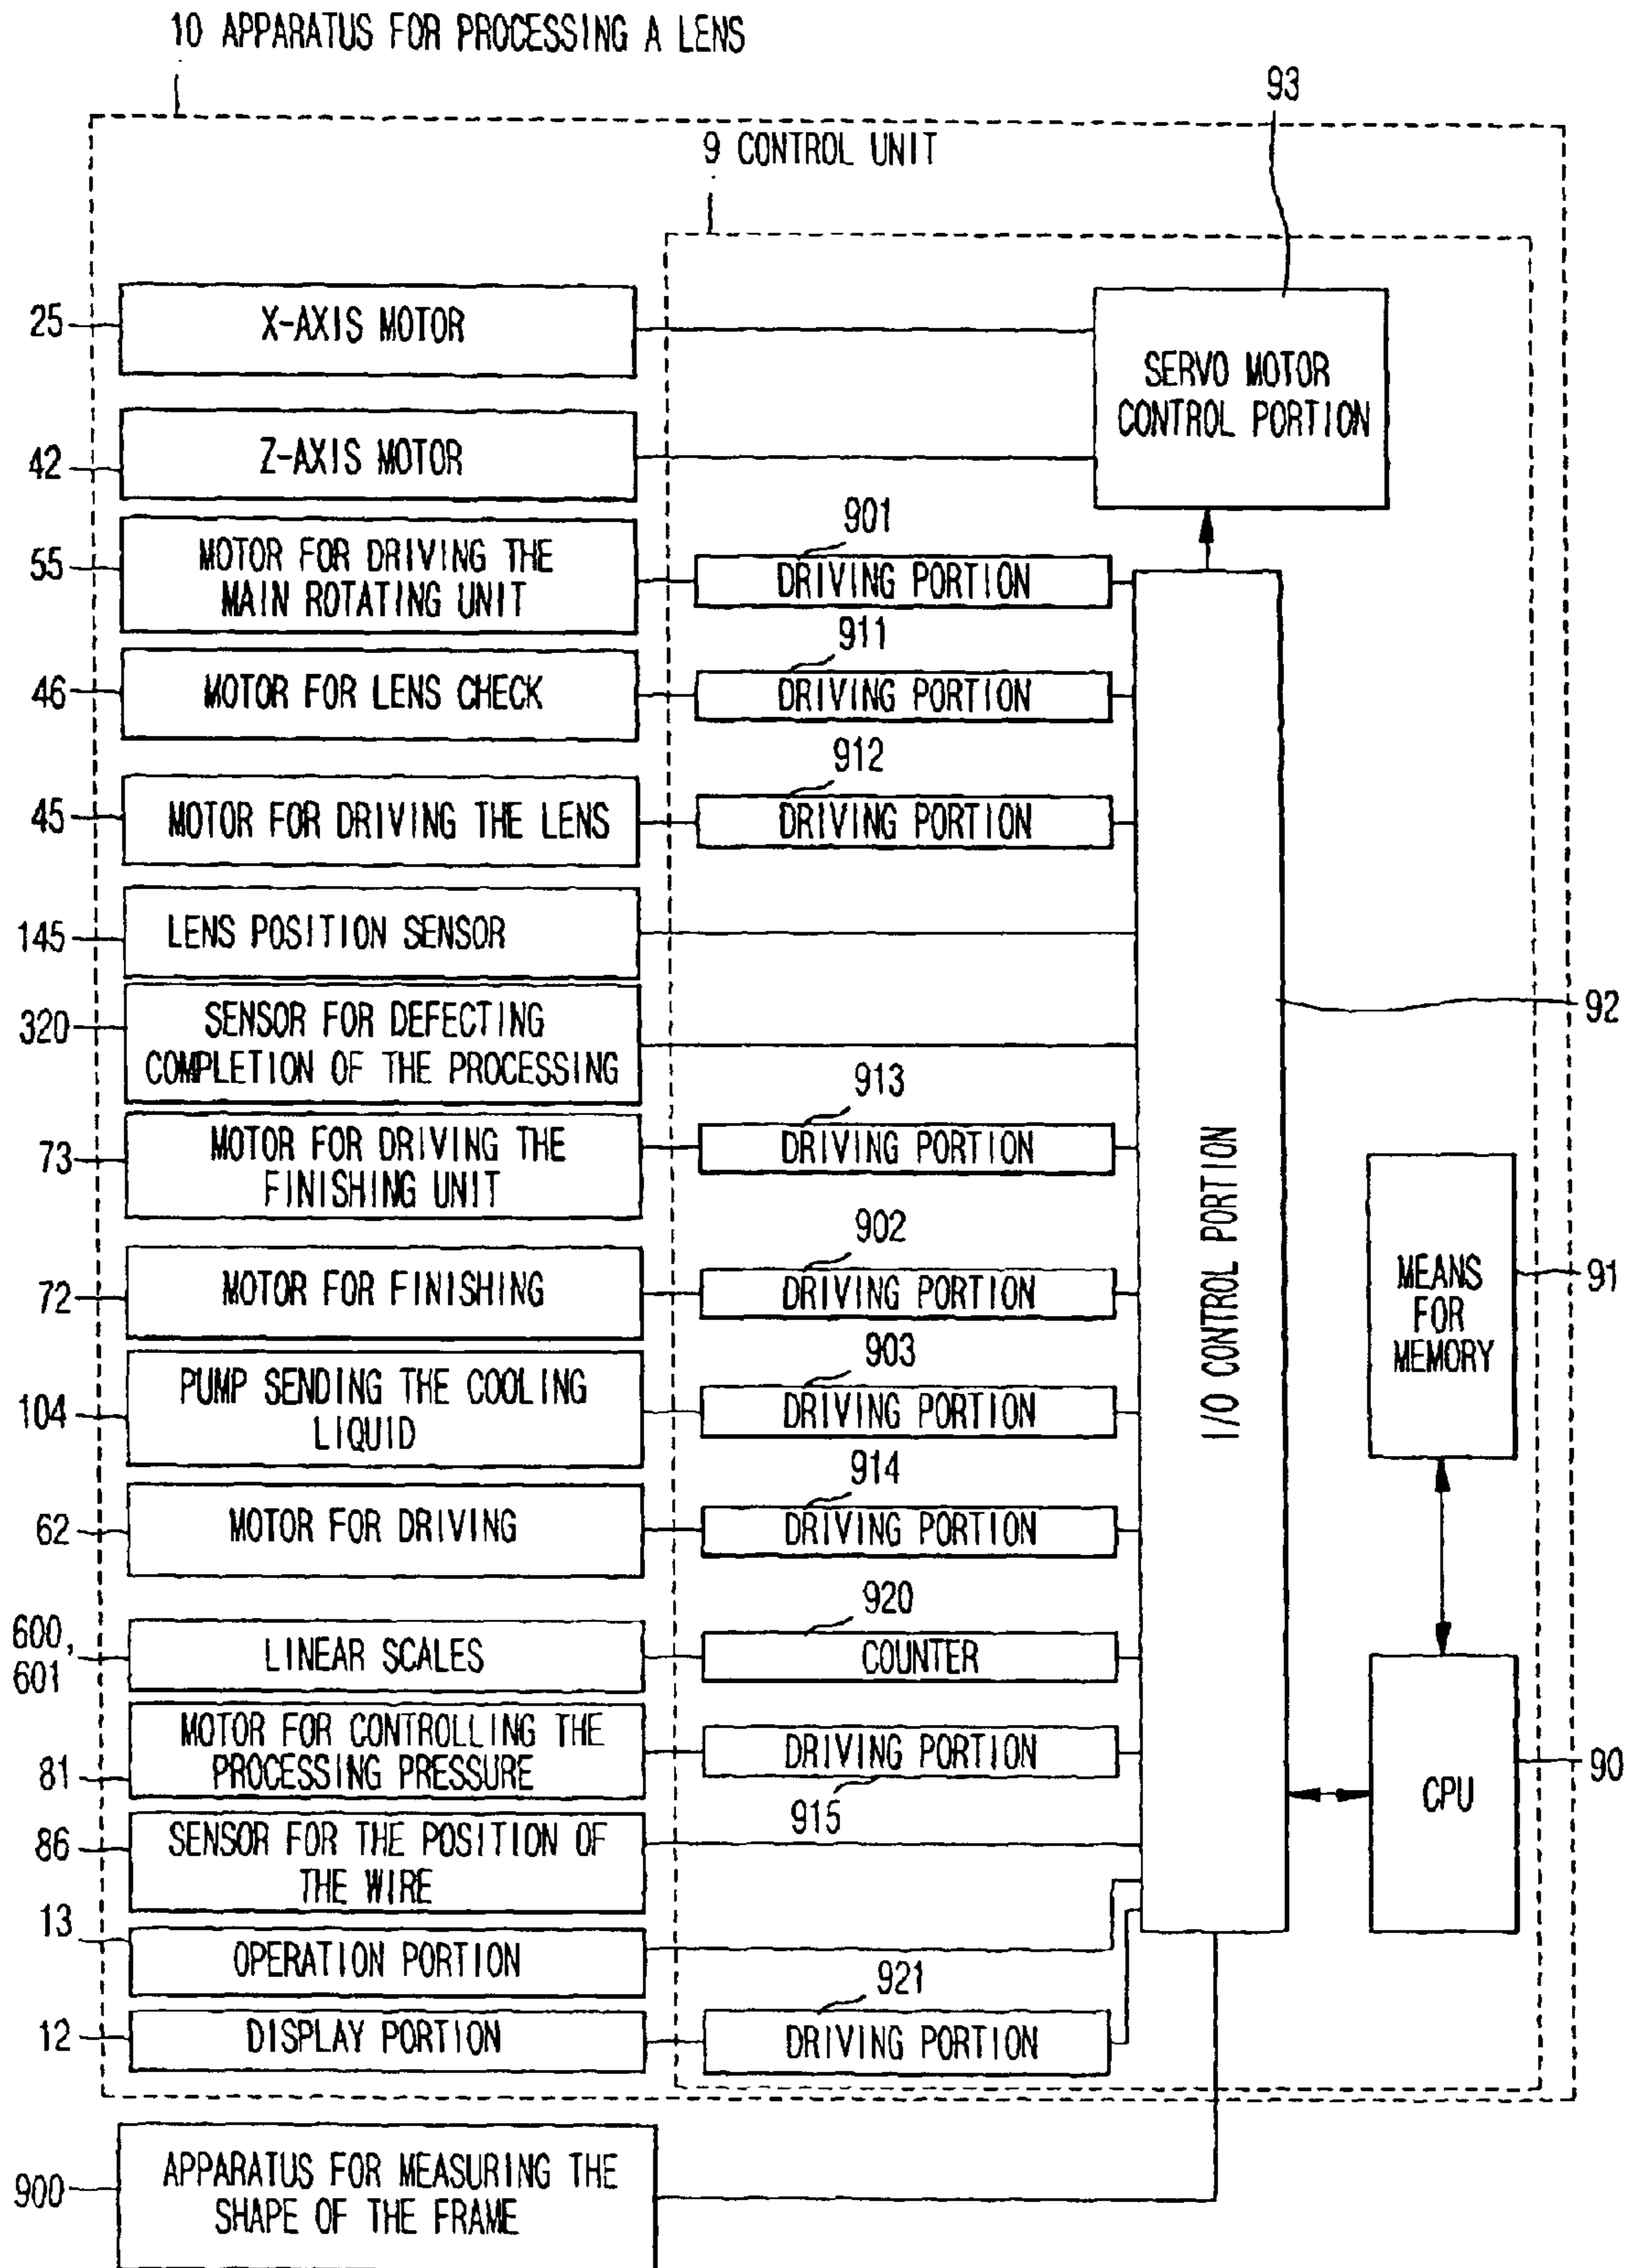 10 APPARATUS FOR PROCESSING A LENS
93
9 CONTROL UNIT
25
X-AXIS MOTOR
SERVO MOTOR
CONTROL PORTION
42
Z-AXIS MOTOR
901
55
MOTOR FOR DRIVING THE
MAIN ROTATING UNIT
DRIVING PORTION
911
46
MOTOR FOR LENS CHECK
DRIVING PORTION
912
45
MOTOR FOR DRIVING THE LENS
DRIVING PORTION
145
LENS POSITION SENSOR
92
320
SENSOR FOR DEFECTING
COMPLETION OF THE PROCESSING
913
73
MOTOR FOR DRIVING THE
FINISHING UNIT
DRIVING PORTION
I/O CONTROL PORTION
902
72
MOTOR FOR FINISHING
DRIVING PORTION
MEANS
FOR
MEMORY
91
903
104
PUMP SENDING THE COOLING
LIQUID
DRIVING PORTION
914
62
MOTOR FOR DRIVING
DRIVING PORTION
920
600,
601
LINEAR SCALES
COUNTER
81
MOTOR FOR CONTROLLING THE
PROCESSING PRESSURE
DRIVING PORTION
915
CPU
90
86
SENSOR FOR THE POSITION OF
THE WIRE
13
OPERATION PORTION
921
12
DISPLAY PORTION
DRIVING PORTION
900
APPARATUS FOR MEASURING THE
SHAPE OF THE FRAME